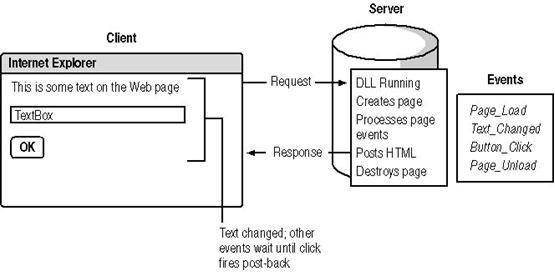 Client
Server
Internet Explorer
This is some text on the Web page
TextBox
OK
Request
Response
DLL Running
Creates page
Processes page
events
Posts HTML
Destroys page
Events
Page_Load
Text_Changed
Button_Click
Page_Unload
Text changed; other
events wait until click
fires post-back